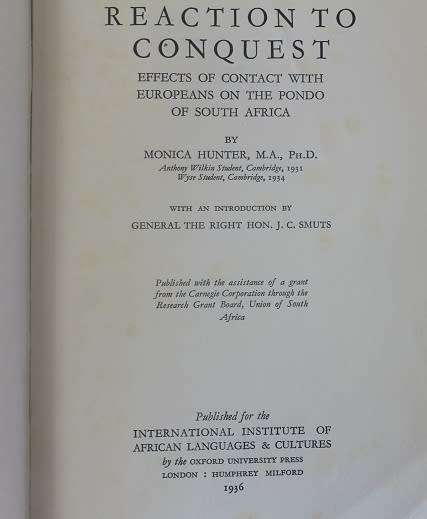 REACTION TO
CONQUEST
EFFECTS OF CONTACT WITH
EUROPEANS ON THE PONDO
OF SOUTH AFRICA
BY
MONICA HUNTER, M.A., PH.D.
Anthony Wilkin Student, Cambridge, 1931
Wyse Student, Cambridge, 1934
WITH AN INTRODUCTION BY
GENERAL THE RIGHT HON. J. C. SMUTS
Published with the assistance of a grant
from the Carnegie Corporation through the
Research Grant Board, Union of South
Africa
Published for the
INTERNATIONAL INSTITUTE OF
AFRICAN LANGUAGES & CULTURES
by the OXFORD UNIVERSITY PRESS
LONDON : HUMPHREY MILFORD
1936